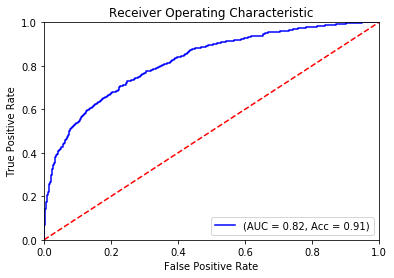 Receiver Operating Characteristic
1.0
0.8
0.6
0.4
0.2
0.0
True Positive Rate
(AUC = 0.82, Acc = 0.91)
0.0 0.2 0.4 0.6 0.8 1.0
False Positive Rate